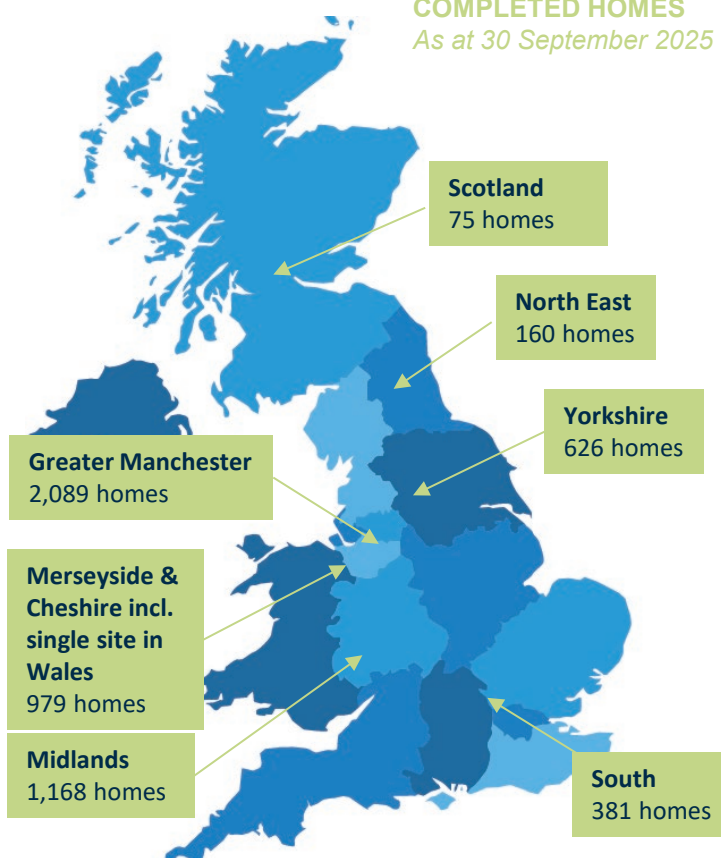 COMPLETED HOMES
As at 30 September 2025
Scotland
75 homes
North East
160 homes
Yorkshire
626 homes
Greater Manchester
2,089 homes
Merseyside &
Cheshire incl.
single site in
Wales
979 homes
Midlands
1,168 homes
South
381 homes